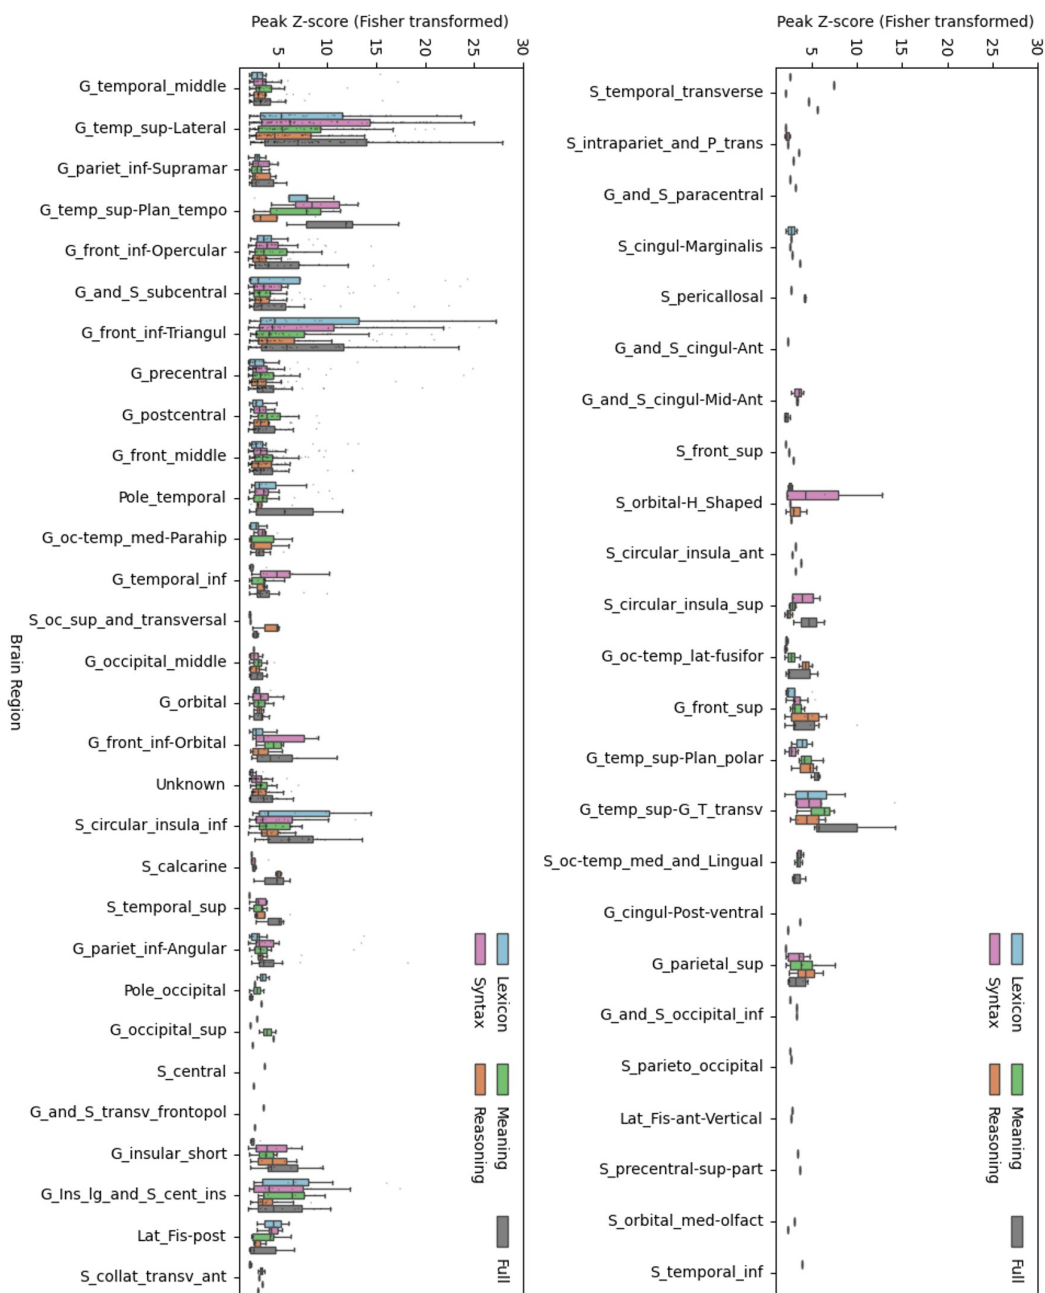 Peak Z-score (Fisher transformed)
5 10 15 20 25 30
G_temporal_middle
G_temp_sup-Lateral
G_pariet_inf-Supramar
G_temp_sup-Plan_tempo
G_front_inf-Opercular
G_and_S_subcentral
G_front_inf-Triangul
G_precentral
G_postcentral
G_front_middle
Pole_temporal
G_oc-temp_med-Parahip
G_temporal_inf
S_oc_sup_and_transversal
G_occipital_middle
G_orbital
G_front_inf-Orbital
Unknown
S_circular_insula_inf
S_calcarine
S_temporal_sup
G_pariet_inf-Angular
Pole_occipital
G_occipital_sup
S_central
G_and_S_transv_frontopol
G_insular_short
G_Ins_lg_and_S_cent_ins
Lat_Fis-post
S_collat_transv_ant
Brain Region
Lexicon
Syntax
Meaning
Reasoning
Full
Peak Z-score (Fisher transformed)
5 10 15 20 25 30
S_temporal_transverse
S_intrapariet_and_P_trans
G_and_S_paracentral
S_cingul-Marginalis
S_pericallosal
G_and_S_cingul-Ant
G_and_S_cingul-Mid-Ant
S_front_sup
S_orbital-H_Shaped
S_circular_insula_ant
S_circular_insula_sup
G_oc-temp_lat-fusifor
G_front_sup
G_temp_sup-Plan_polar
G_temp_sup-G_T_transv
S_oc-temp_med_and_Lingual
G_cingul-Post-ventral
G_parietal_sup
G_and_S_occipital_inf
S_parieto_occipital
Lat_Fis-ant-Vertical
S_precentral-sup-part
S_orbital_med-olfact
S_temporal_inf
Lexicon
Syntax
Meaning
Reasoning
Full